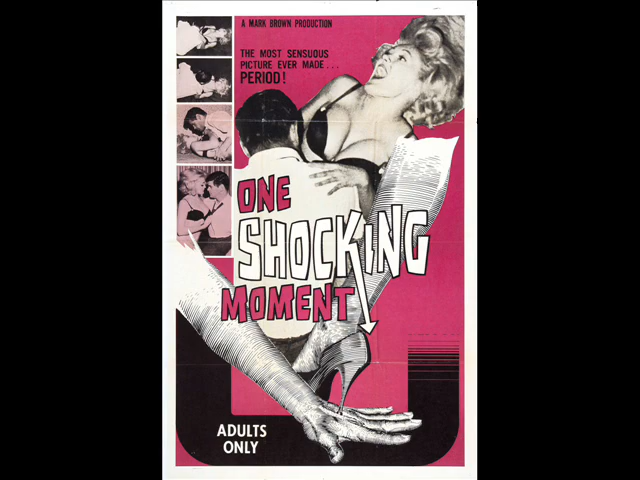 A MARK BROWN PRODUCTION
THE MOST SENSUOUS
PICTURE EVER MADE...
PERIOD!
ONE
SHOCKING
MOMENT
ADULTS
ONLY